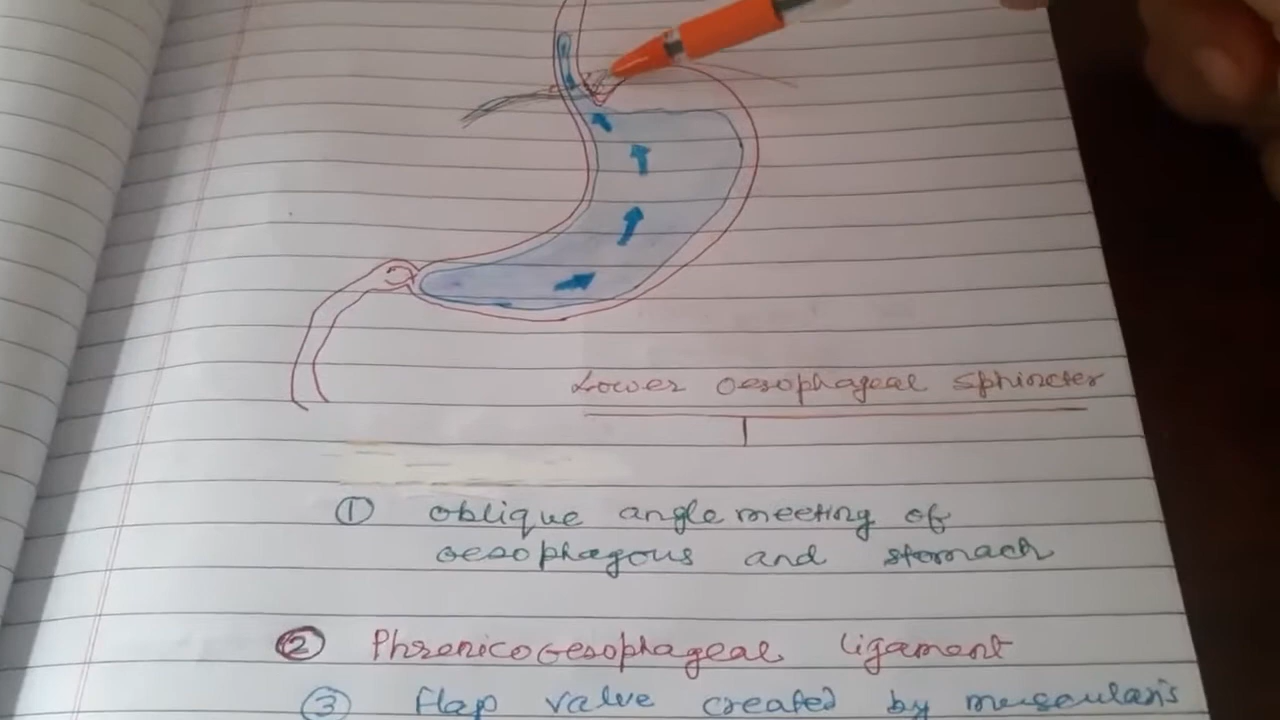 Lower oesophageal sphincter
① oblique angle meeting of
oesophagous and stomach
② Phrenicooesophageal ligament
③ flap valve created by muscularis